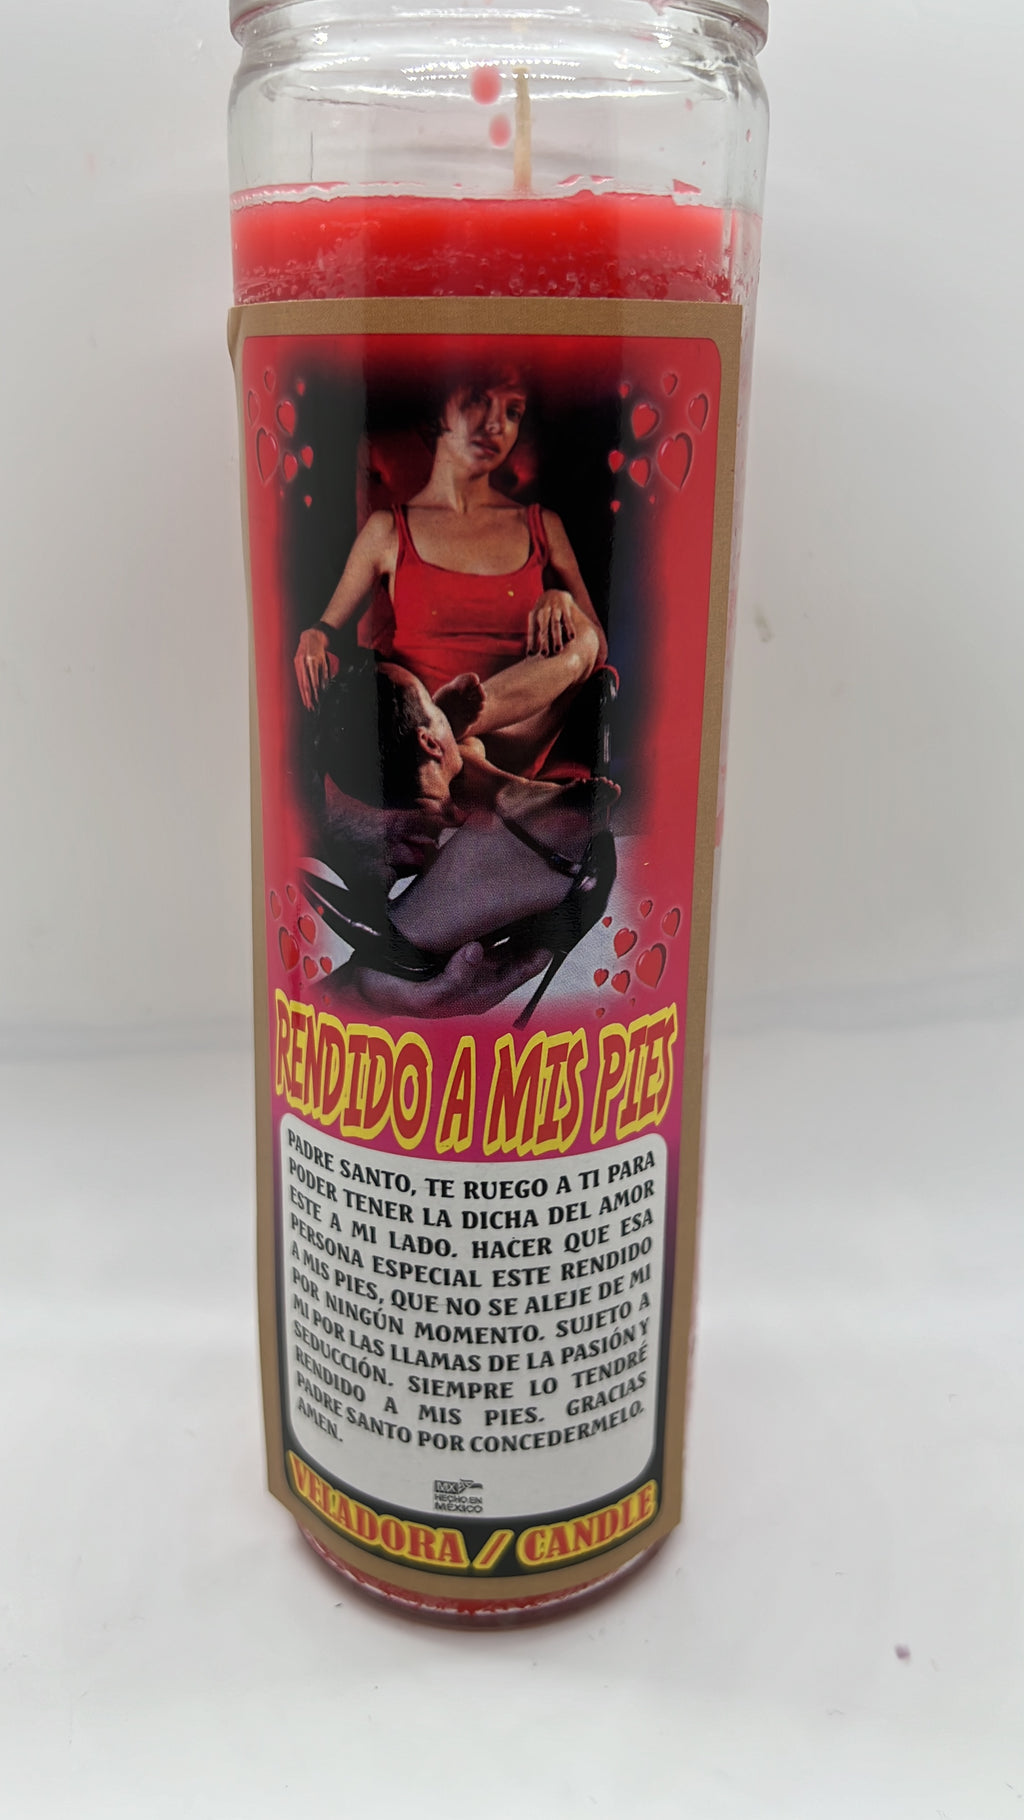 RENDIDO A MIS PIES
PADRE SANTO, TE RUEGO A TI PARA
PODER TENER LA DICHA DEL AMOR
ESTE A MI LADO. HACER QUE ESA
PERSONA ESPECIAL ESTE RENDIDO
A MIS PIES, QUE NO SE ALEJE DE MI
POR NINGÚN MOMENTO. SUJETO A
MI POR LAS LLAMAS DE LA PASIÓN Y
SEDUCCIÓN. SIEMPRE LO TENDRÉ
RENDIDO A MIS PIES. GRACIAS
PADRE SANTO POR CONCEDERMELO.
AMEN.
MX
HECHO EN
MÉXICO
VELADORA / CANDLE